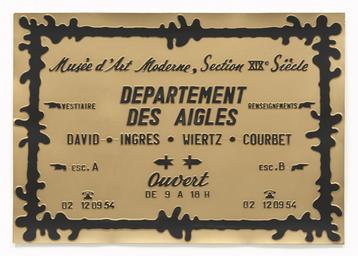 Musée d'Art Moderne, Section XIXe Siècle
DEPARTEMENT
DES AIGLES
VESTIAIRE
RENSEIGNEMENTS
DAVID • INGRES • WIERTZ • COURBET
ESC. A
ESC. B
Ouvert
DE 9 A 18 H
02 12 09 54
02 12 09 54